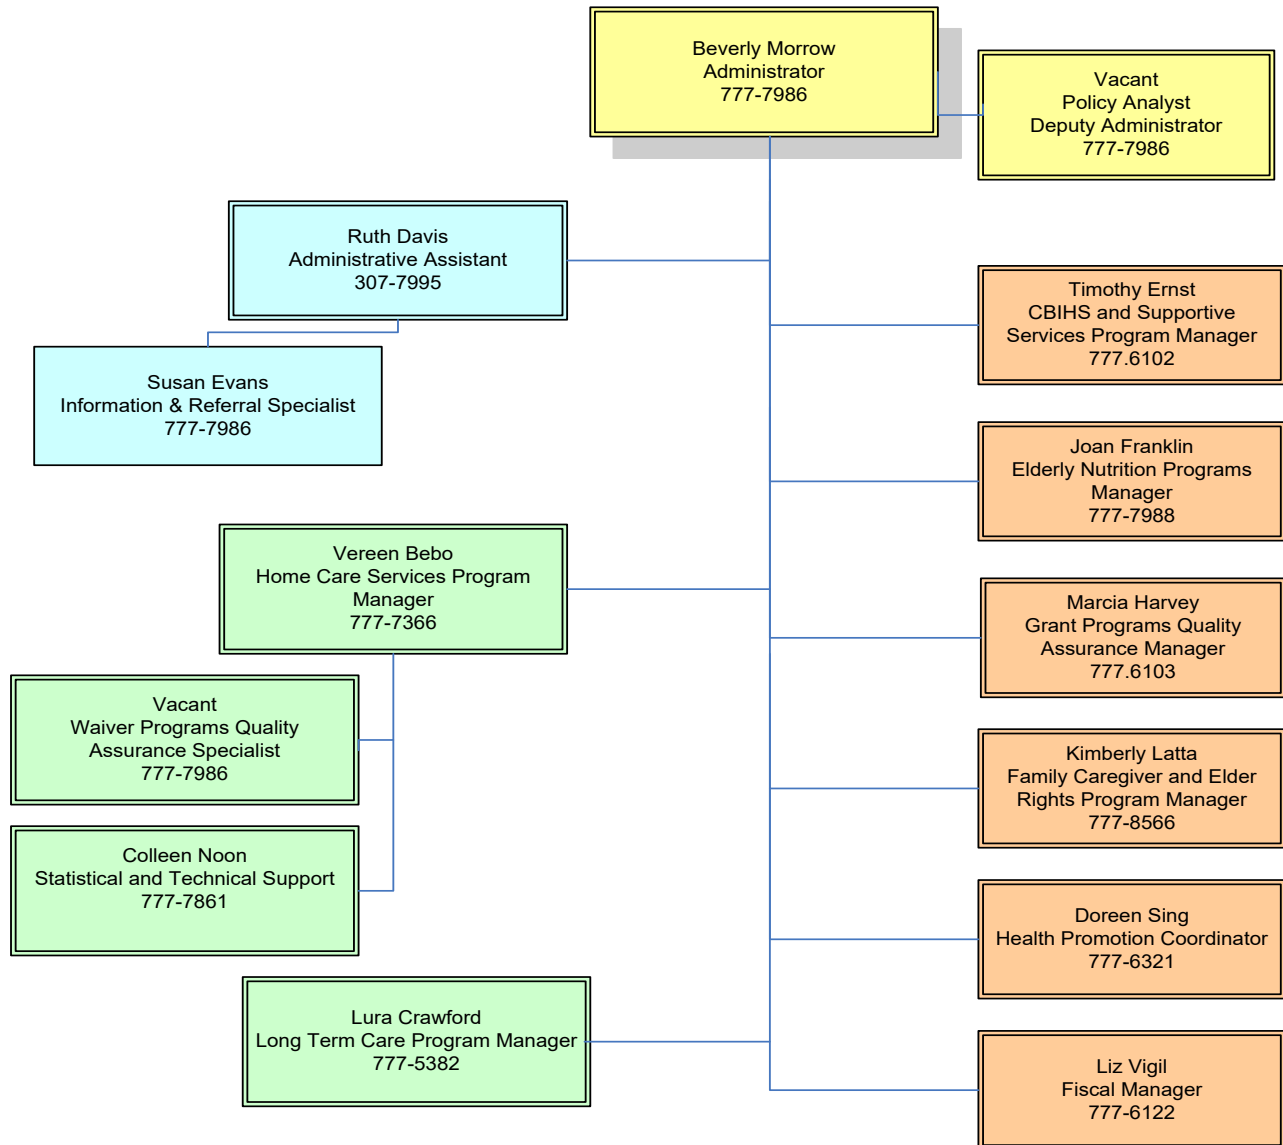 Beverly Morrow
Administrator
777-7986
Vacant
Policy Analyst
Deputy Administrator
777-7986
Ruth Davis
Administrative Assistant
307-7995
Timothy Ernst
CBIHS and Supportive
Services Program Manager
777.6102
Susan Evans
Information & Referral Specialist
777-7986
Joan Franklin
Elderly Nutrition Programs
Manager
777-7988
Vereen Bebo
Home Care Services Program
Manager
777-7366
Marcia Harvey
Grant Programs Quality
Assurance Manager
777.6103
Vacant
Waiver Programs Quality
Assurance Specialist
777-7986
Kimberly Latta
Family Caregiver and Elder
Rights Program Manager
777-8566
Colleen Noon
Statistical and Technical Support
777-7861
Doreen Sing
Health Promotion Coordinator
777-6321
Lura Crawford
Long Term Care Program Manager
777-5382
Liz Vigil
Fiscal Manager
777-6122